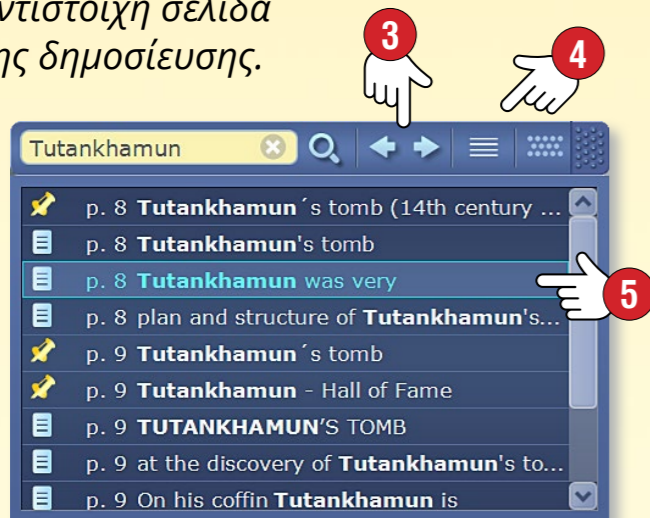 ντίστοιχη σελίδα
ης δημοσίευσης.
3
4
Tutankhamun
p. 8 Tutankhamun´s tomb (14th century ...
p. 8 Tutankhamun's tomb
p. 8 Tutankhamun was very
5
p. 8 plan and structure of Tutankhamun's...
p. 9 Tutankhamun´s tomb
p. 9 Tutankhamun - Hall of Fame
p. 9 TUTANKHAMUN’S TOMB
p. 9 at the discovery of Tutankhamun's to...
p. 9 On his coffin Tutankhamun is